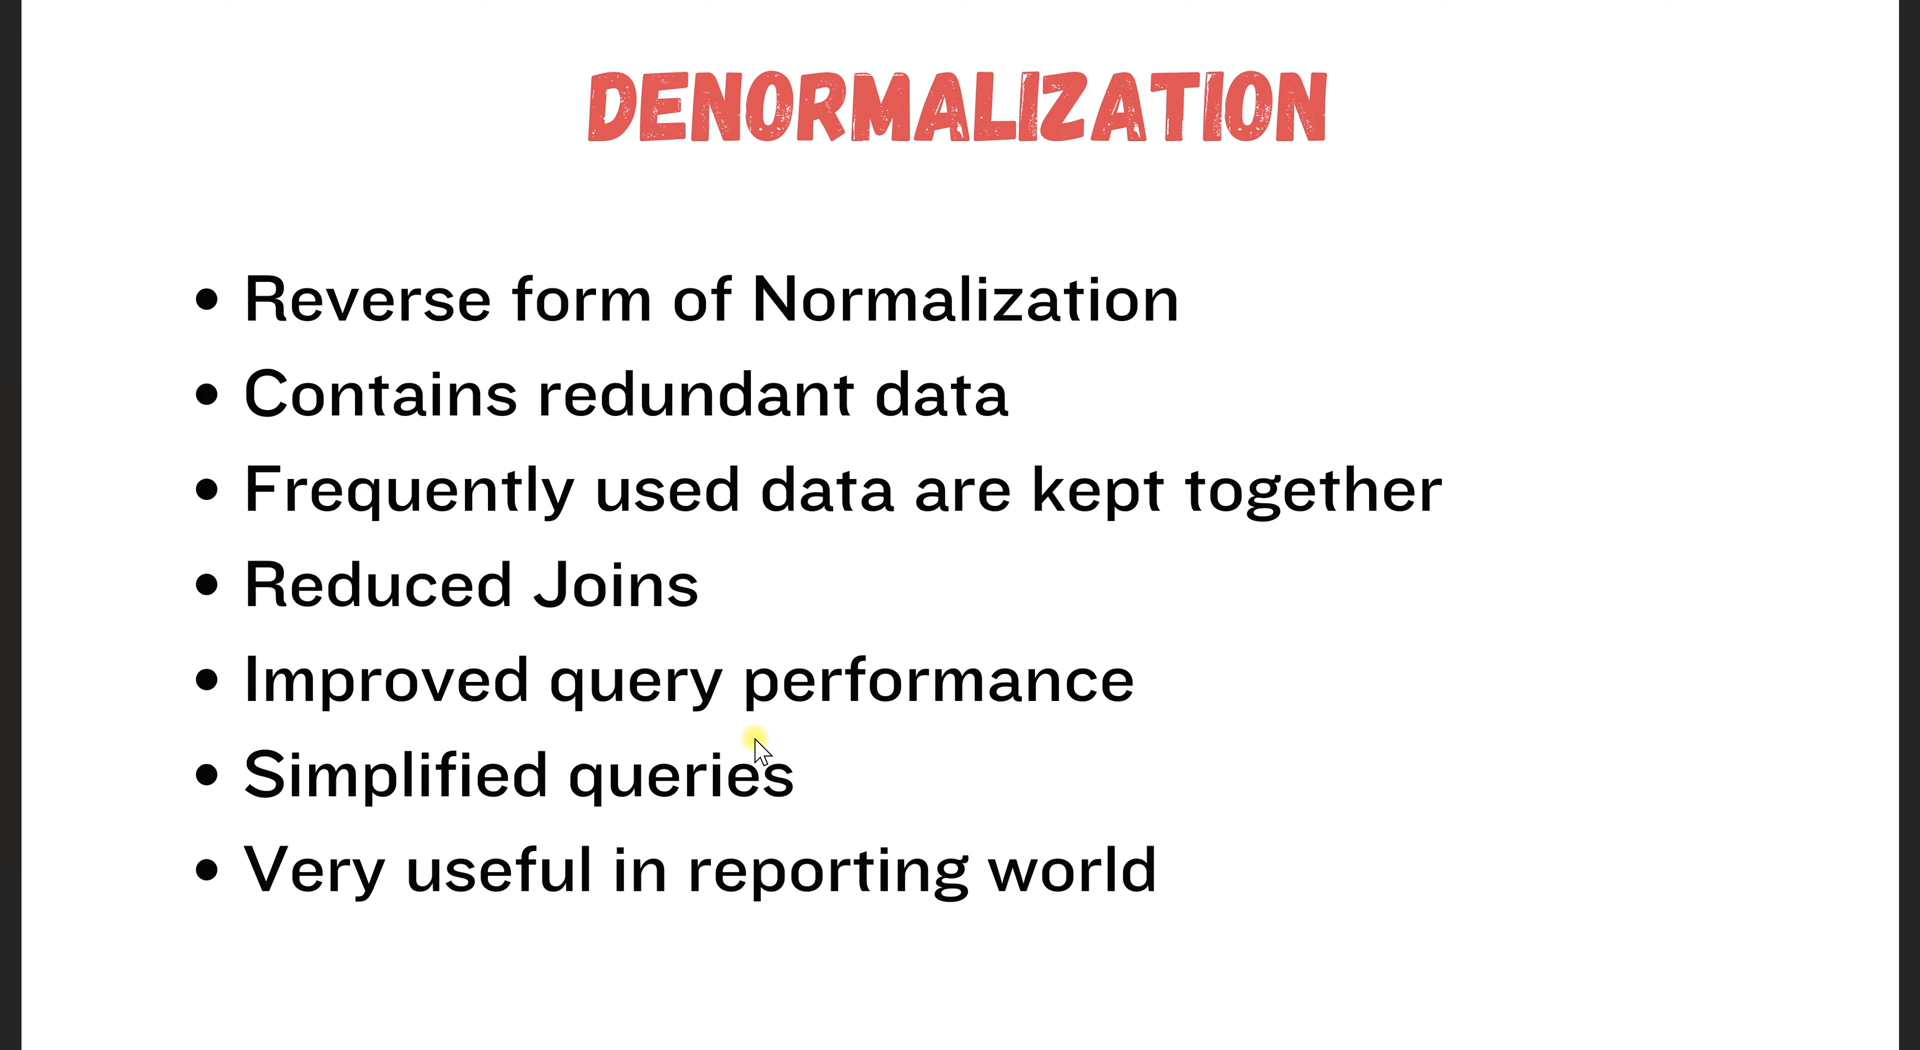 DENORMALIZATION
• Reverse form of Normalization
• Contains redundant data
• Frequently used data are kept together
• Reduced Joins
• Improved query performance
• Simplified queries
• Very useful in reporting world